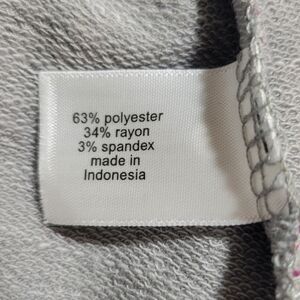 63% polyester
34% rayon
3% spandex
made in
Indonesia